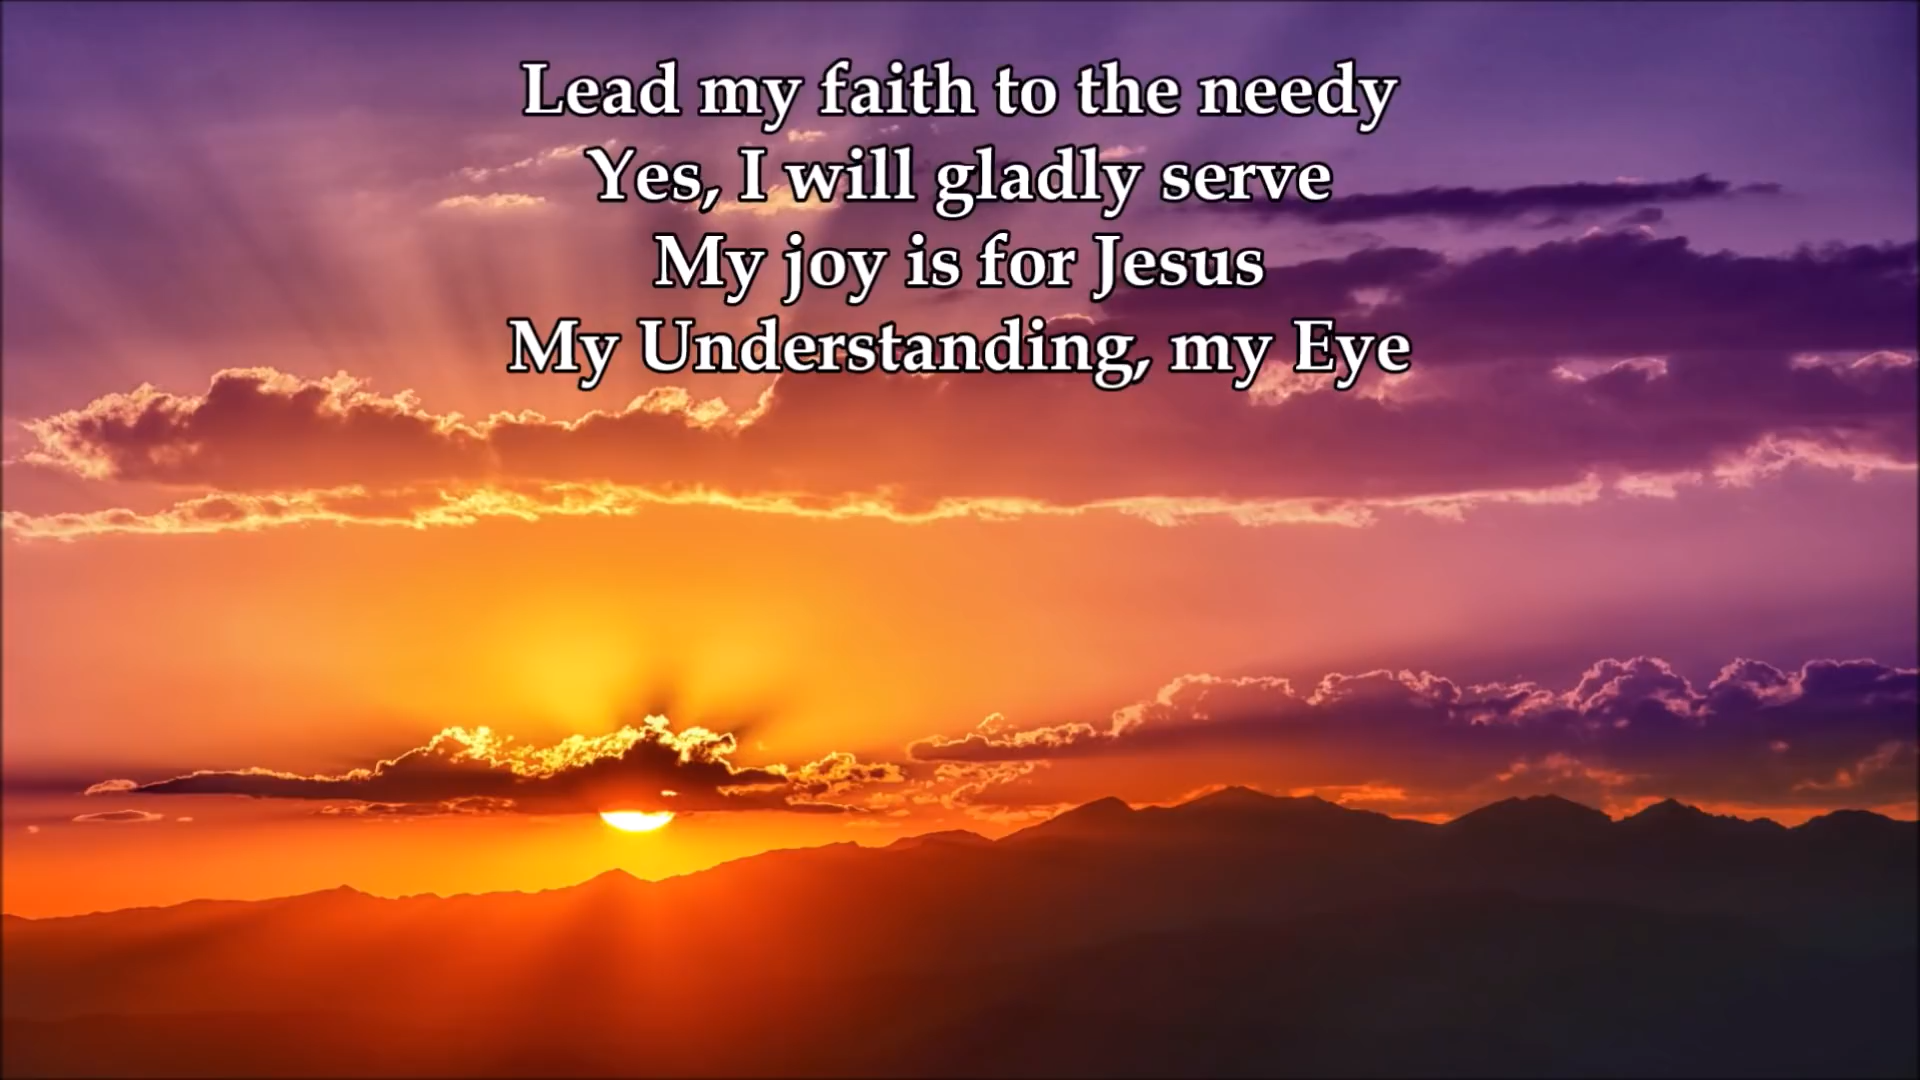 Lead my faith to the needy
Yes, I will gladly serve
My joy is for Jesus
My Understanding, my Eye